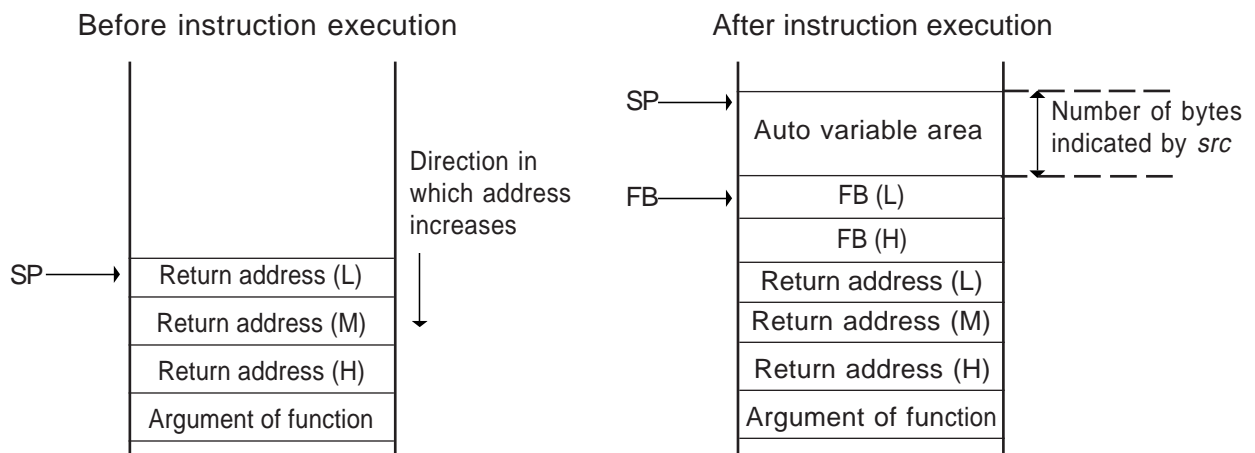 Before instruction execution
SP
Return address (L)
Return address (M)
Return address (H)
Argument of function
Direction in
which address
increases
After instruction execution
SP
Auto variable area
Number of bytes
indicated by src
FB
FB (L)
FB (H)
Return address (L)
Return address (M)
Return address (H)
Argument of function